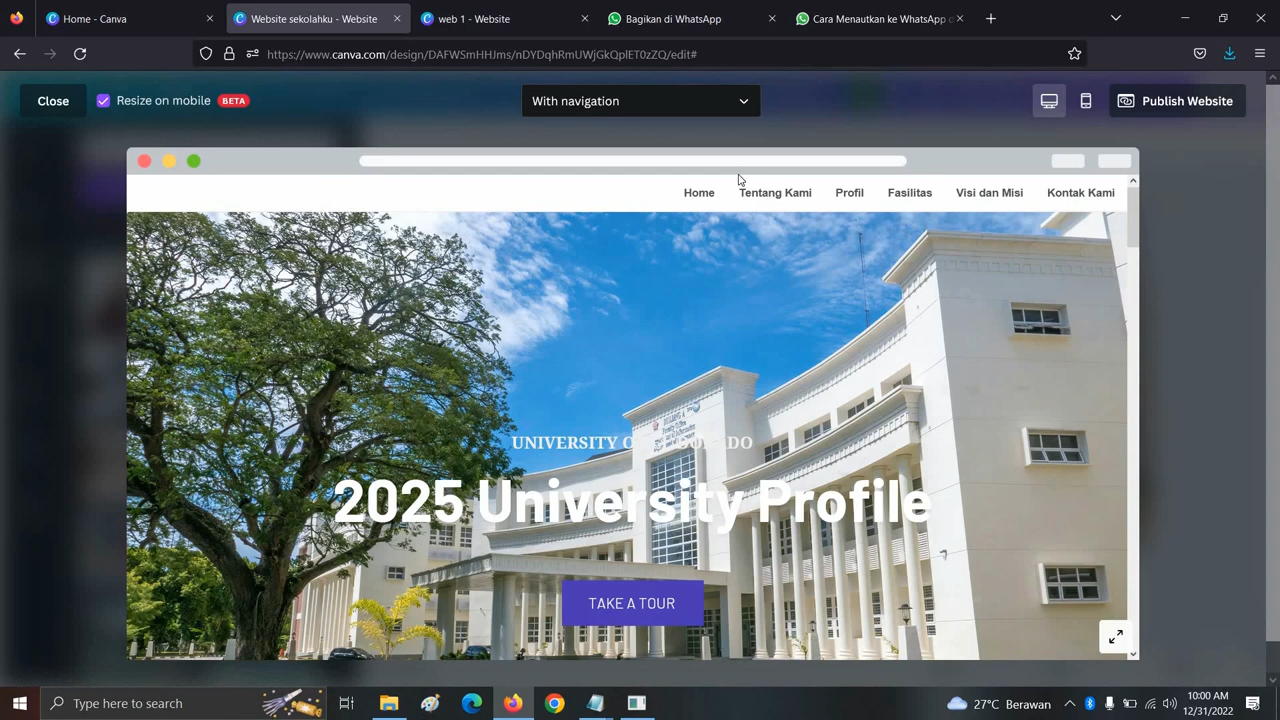 Home - Canva
Website sekolahku - Website
web 1 - Website
Bagikan di WhatsApp
Cara Menautkan ke WhatsApp d
https://www.canva.com/design/DAFWSmHHJms/nDYDqhRmUWjGkQplET0zZQ/edit#
Close
Resize on mobile BETA
With navigation
Publish Website
Home Tentang Kami Profil Fasilitas Visi dan Misi Kontak Kami
2025 University Profile
TAKE A TOUR
Type here to search
27°C Berawan
10:00 AM
12/31/2022